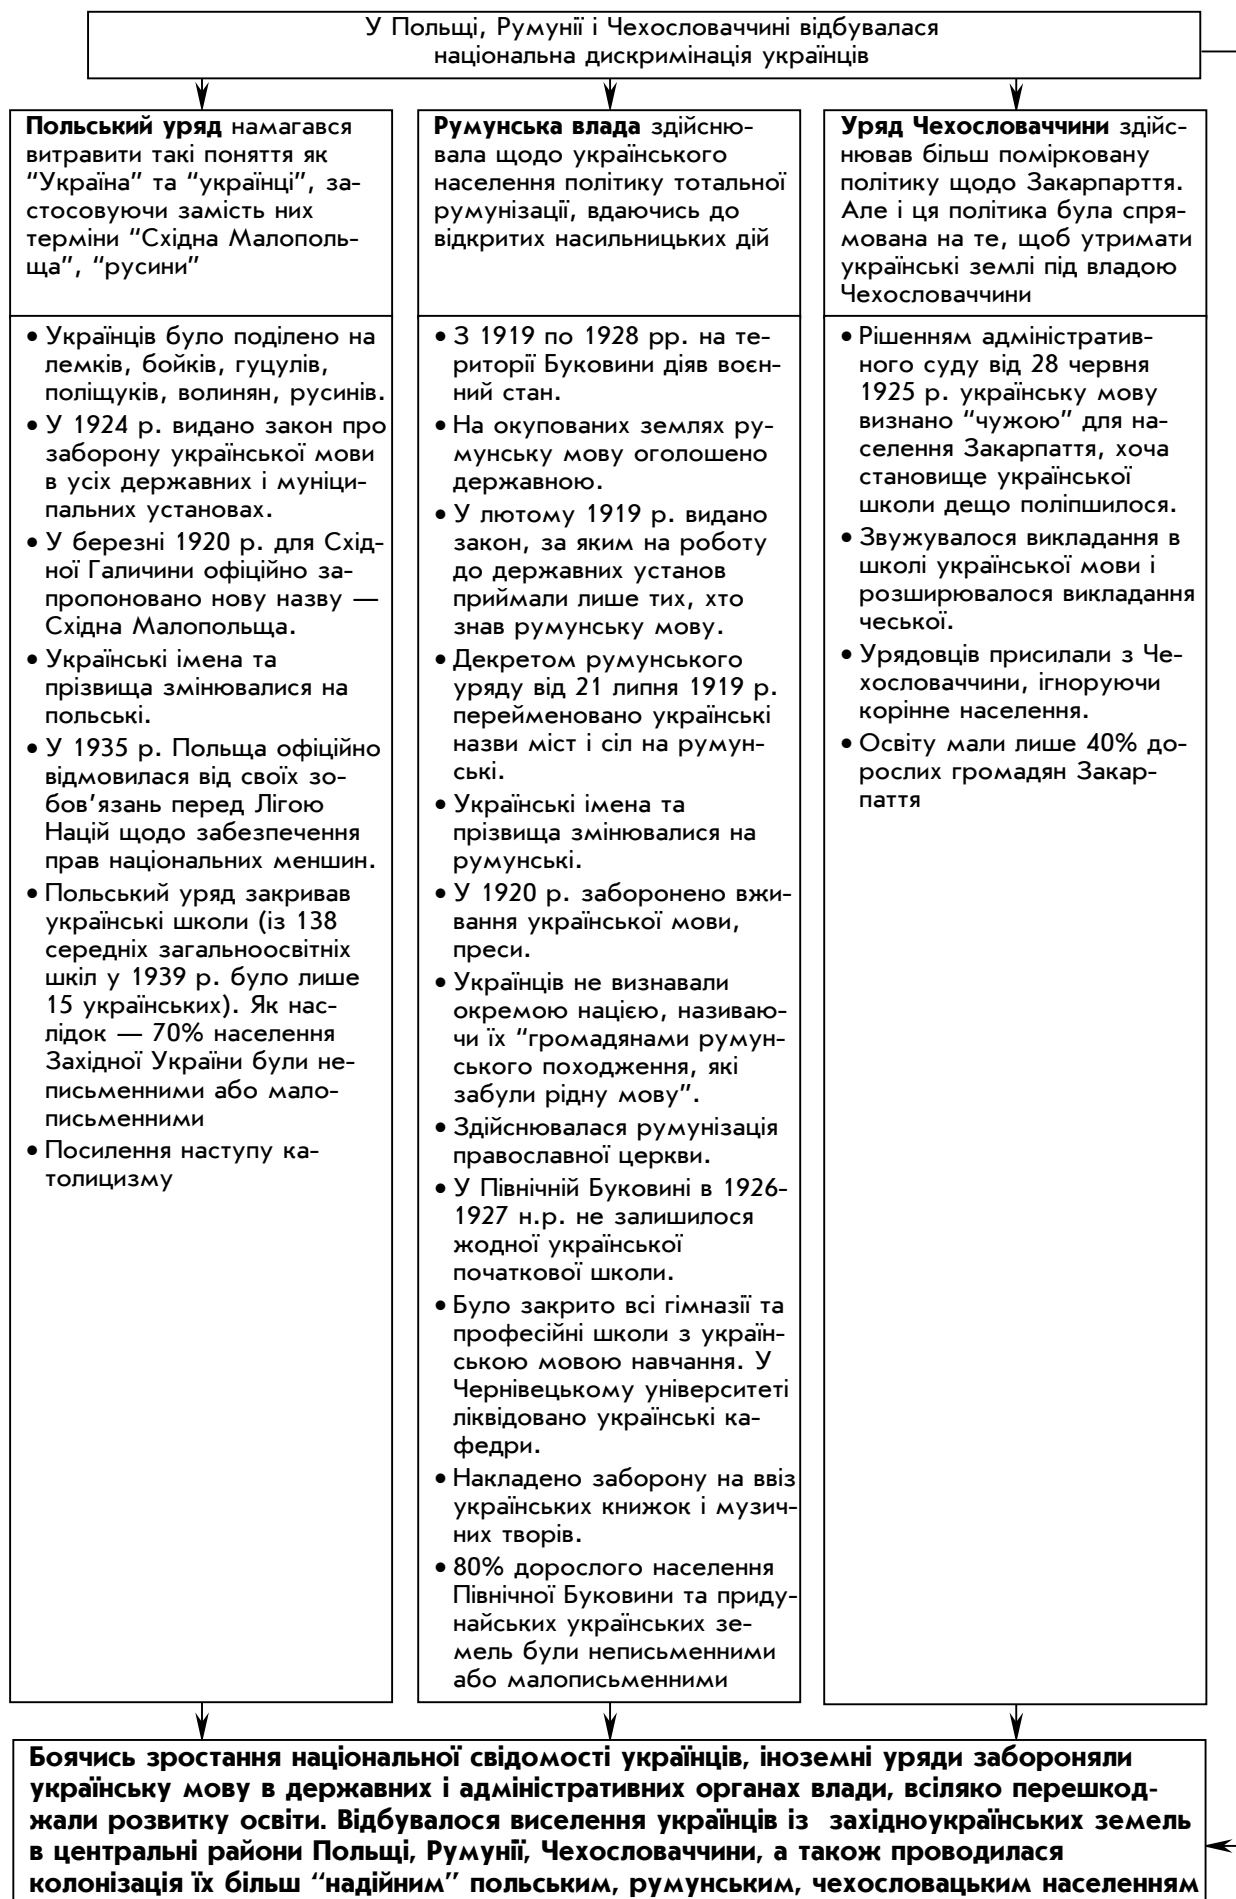 У Польщі, Румунії і Чехословаччині відбувалася
національна дискримінація українців
Польський уряд намагався
витравити такі поняття як
“Україна” та “українці”, за-
стосовуючи замість них
терміни “Східна Малополь-
ща”, “русини”
• Українців було поділено на
лемків, бойків, гуцулів,
поліщуків, волинян, русинів.
• У 1924 р. видано закон про
заборону української мови
в усіх державних і муніци-
пальних установах.
• У березні 1920 р. для Схід-
ної Галичини офіційно за-
пропоновано нову назву —
Східна Малопольща.
• Українські імена та
прізвища змінювалися на
польські.
• У 1935 р. Польща офіційно
відмовилася від своїх зо-
бов’язань перед Лігою
Націй щодо забезпечення
прав національних меншин.
• Польський уряд закривав
українські школи (із 138
середніх загальноосвітніх
шкіл у 1939 р. було лише
15 українських). Як нас-
лідок — 70% населення
Західної України були не-
письменними або мало-
письменними
• Посилення наступу ка-
толицизму
Румунська влада здійсню-
вала щодо українського
населення політику тотальної
румунізації, вдаючись до
відкритих насильницьких дій
• З 1919 по 1928 рр. на те-
риторії Буковини діяв воєн-
ний стан.
• На окупованих землях ру-
мунську мову оголошено
державною.
• У лютому 1919 р. видано
закон, за яким на роботу
до державних установ
приймали лише тих, хто
знав румунську мову.
• Декретом румунського
уряду від 21 липня 1919 р.
перейменовано українські
назви міст і сіл на румун-
ські.
• Українські імена та
прізвища змінювалися на
румунські.
• У 1920 р. заборонено вжи-
вання української мови,
преси.
• Українців не визнавали
окремою нацією, називаю-
чи їх “громадянами румун-
ського походження, які
забули рідну мову”.
• Здійснювалася румунізація
православної церкви.
• У Північній Буковині в 1926-
1927 н.р. не залишилося
жодної української
початкової школи.
• Було закрито всі гімназії та
професійні школи з україн-
ською мовою навчання. У
Чернівецькому університеті
ліквідовано українські ка-
федри.
• Накладено заборону на ввіз
українських книжок і музич-
них творів.
• 80% дорослого населення
Північної Буковини та приду-
найських українських зе-
мель були неписьменними
або малописьменними
Уряд Чехословаччини здійс-
нював більш помірковану
політику щодо Закарпарття.
Але і ця політика була спря-
мована на те, щоб утримати
українські землі під владою
Чехословаччини
• Рішенням адміністратив-
ного суду від 28 червня
1925 р. українську мову
визнано “чужою” для на-
селення Закарпаття, хоча
становище української
школи дещо поліпшилося.
• Звужувалося викладання в
школі української мови і
розширювалося викладання
чеської.
• Урядовців присилали з Че-
хословаччини, ігноруючи
корінне населення.
• Освіту мали лише 40% до-
рослих громадян Закар-
паття
Боячись зростання національної свідомості українців, іноземні уряди забороняли
українську мову в державних і адміністративних органах влади, всіляко перешкод-
жали розвитку освіти. Відбувалося виселення українців із західноукраїнських земель
в центральні райони Польщі, Румунії, Чехословаччини, а також проводилася
колонізація їх більш “надійним” польським, румунським, чехословацьким населенням